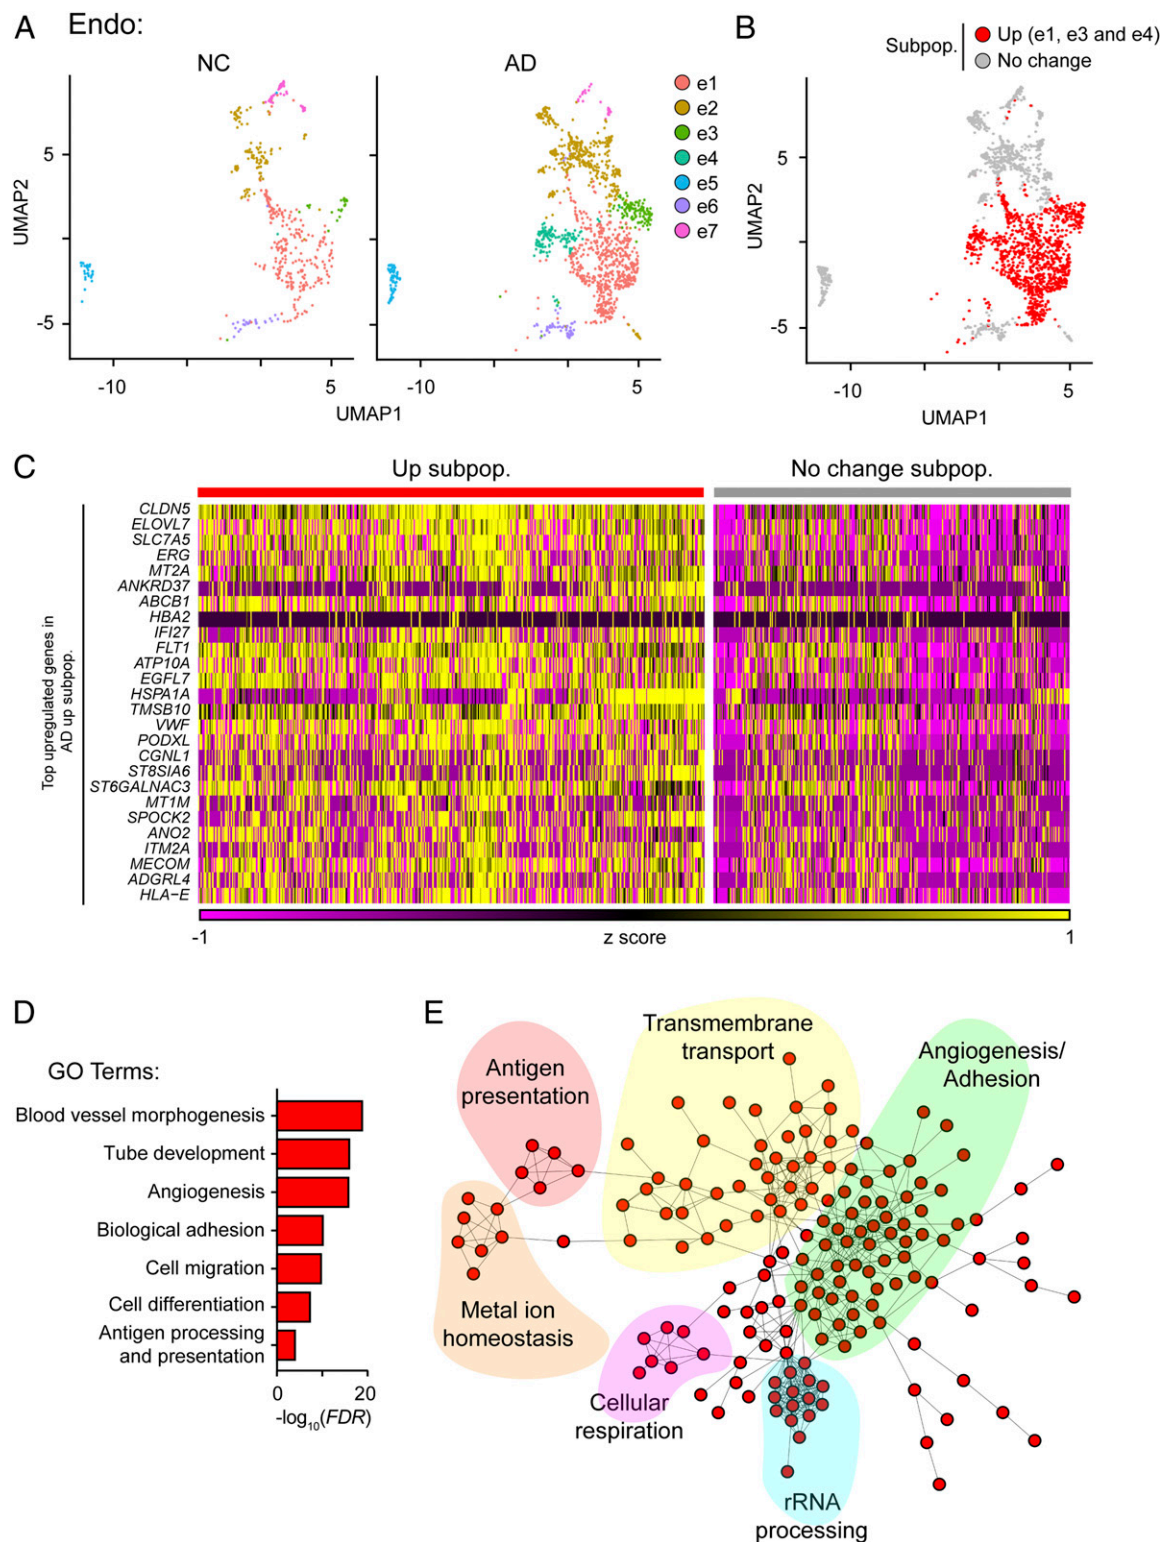 A
Endo:
NC
AD
e1
e2
e3
e4
e5
e6
e7
5
0
-5
UMAP2
-10
5
-10
5
UMAP1
B
Subpop.
Up (e1, e3 and e4)
No change
5
-5
UMAP2
-10
5
UMAP1
C
Up subpop.
No change subpop.
Top upregulated genes in
AD up subpop.
CLDN5
ELOVL7
SLC7A5
ERG
MT2A
ANKRD37
ABCB1
HBA2
IFI27
FLT1
ATP10A
EGFL7
HSPA1A
TMSB10
VWF
PODXL
CGNL1
ST8SIA6
ST6GALNAC3
MT1M
SPOCK2
ANO2
ITM2A
MECOM
ADGRL4
HLA−E
-1
z score
1
D
GO Terms:
Blood vessel morphogenesis
Tube development
Angiogenesis
Biological adhesion
Cell migration
Cell differentiation
Antigen processing
and presentation
0
20
-log10(FDR)
E
Antigen
presentation
Transmembrane
transport
Angiogenesis/
Adhesion
Metal ion
homeostasis
Cellular
respiration
rRNA
processing